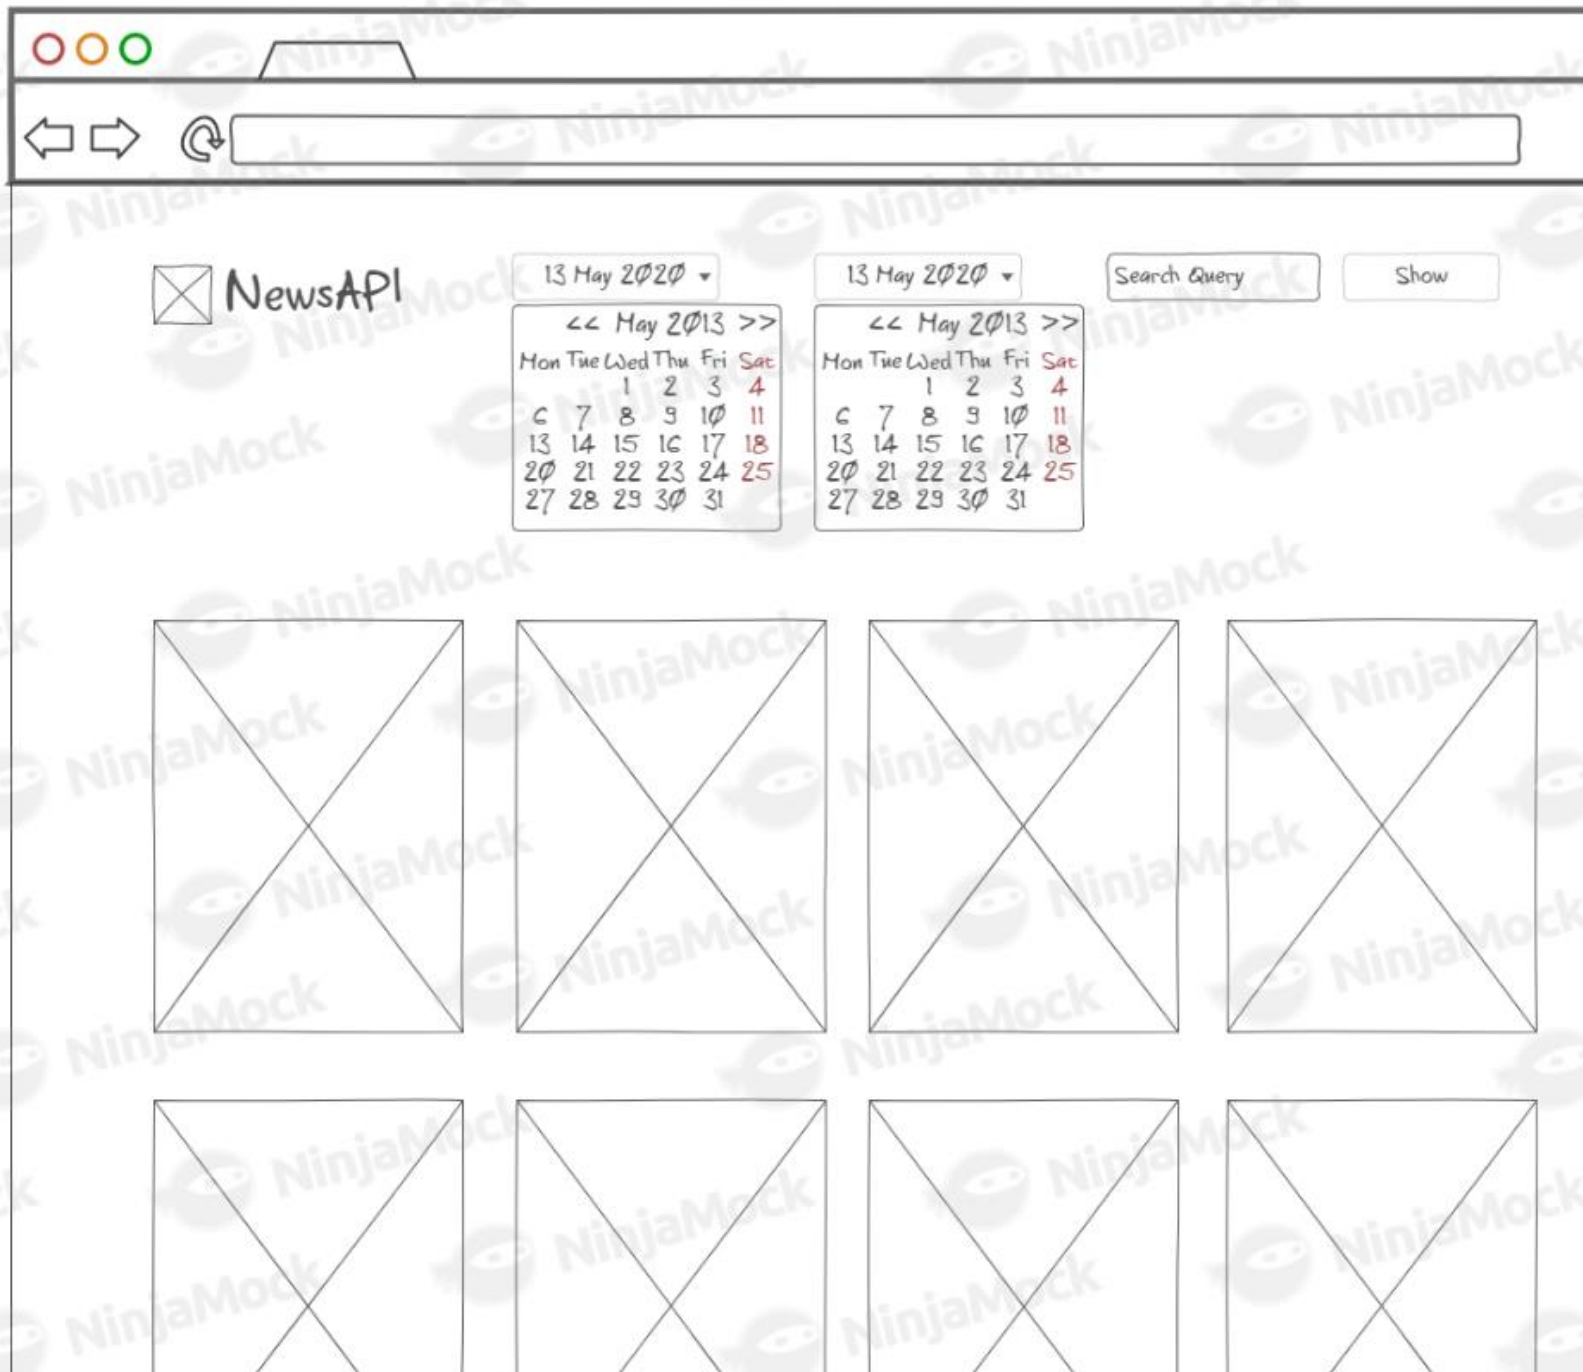 NewsAPI
13 May 2020
13 May 2020
Search Query
Show
<< May 2013 >>
Mon Tue Wed Thu Fri Sat
1 2 3 4
6 7 8 9 10 11
13 14 15 16 17 18
20 21 22 23 24 25
27 28 29 30 31
<< May 2013 >>
Mon Tue Wed Thu Fri Sat
1 2 3 4
6 7 8 9 10 11
13 14 15 16 17 18
20 21 22 23 24 25
27 28 29 30 31
NinjaMock